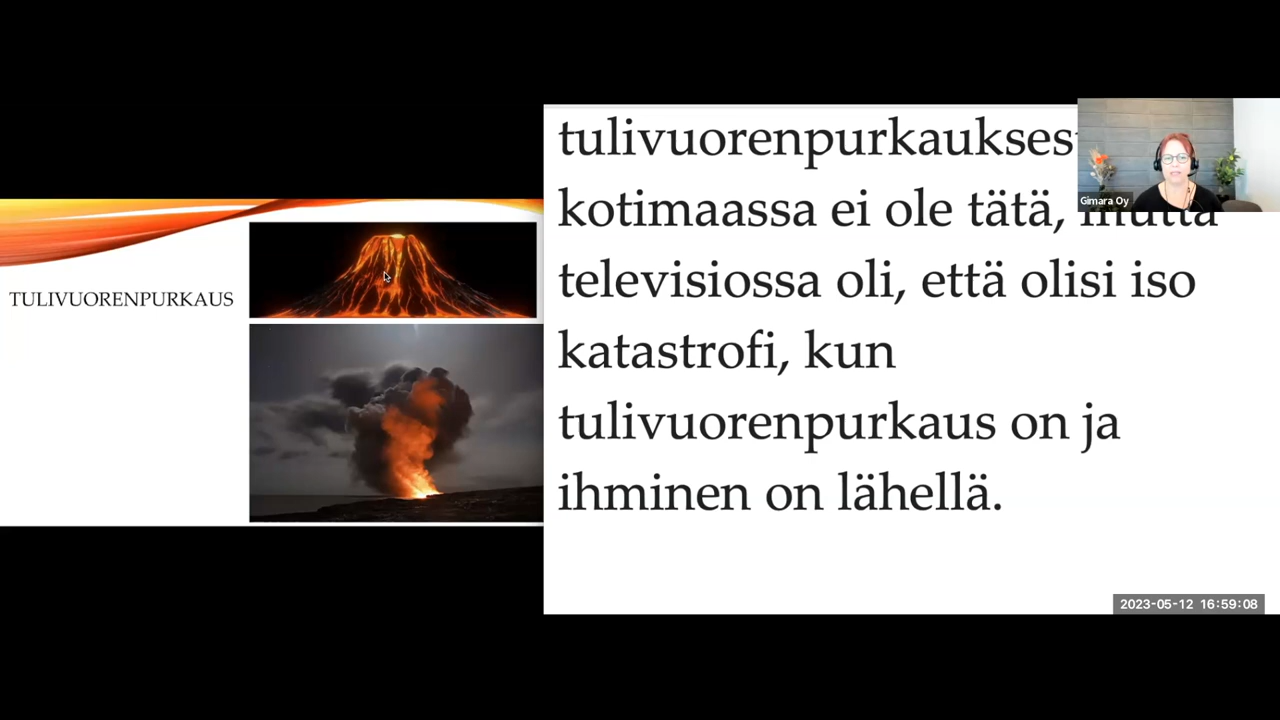 TULIVUORENPURKAUS
kotimaassa ei ole tätä, mutta
televisiossa oli, että olisi iso
katastrofi, kun
tulivuorenpurkaus on ja
ihminen on lähellä.
Gimara Oy
2023-05-12 16:59:08